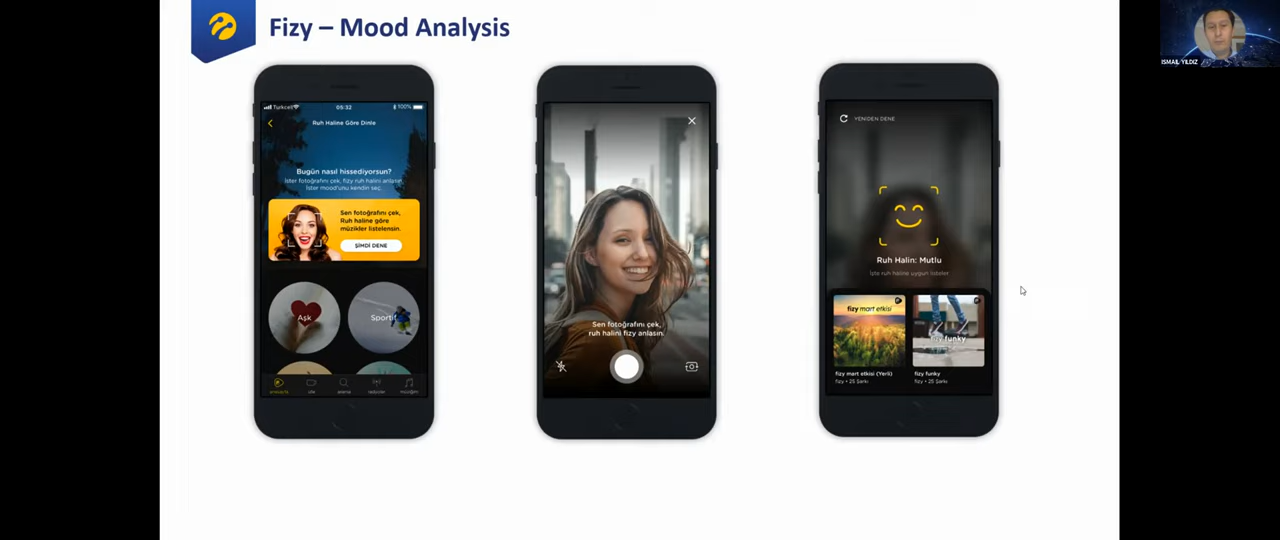 Fizy – Mood Analysis
ISMAIL YILDIZ
Turkcell
05:32
100%
Ruh Haline Göre Dinle
Bugün nasıl hissediyorsun?
İster fotoğrafını çek, fizy ruh halini anlasın.
İster mood'unu kendin seç.
Sen fotoğrafını çek,
Ruh haline göre
müzikler listelensin.
ŞİMDİ DENE
Aşk
Sportif
Sen fotoğrafını çek,
ruh halini fizy anlasın.
YENİDEN DENE
Ruh Halin: Mutlu
İşte ruh haline uygun listeler
fizy mart etkisi
fizy funky
fizy mart etkisi (Yerli)
fizy • 25 Şarkı
fizy funky
fizy • 25 Şarkı